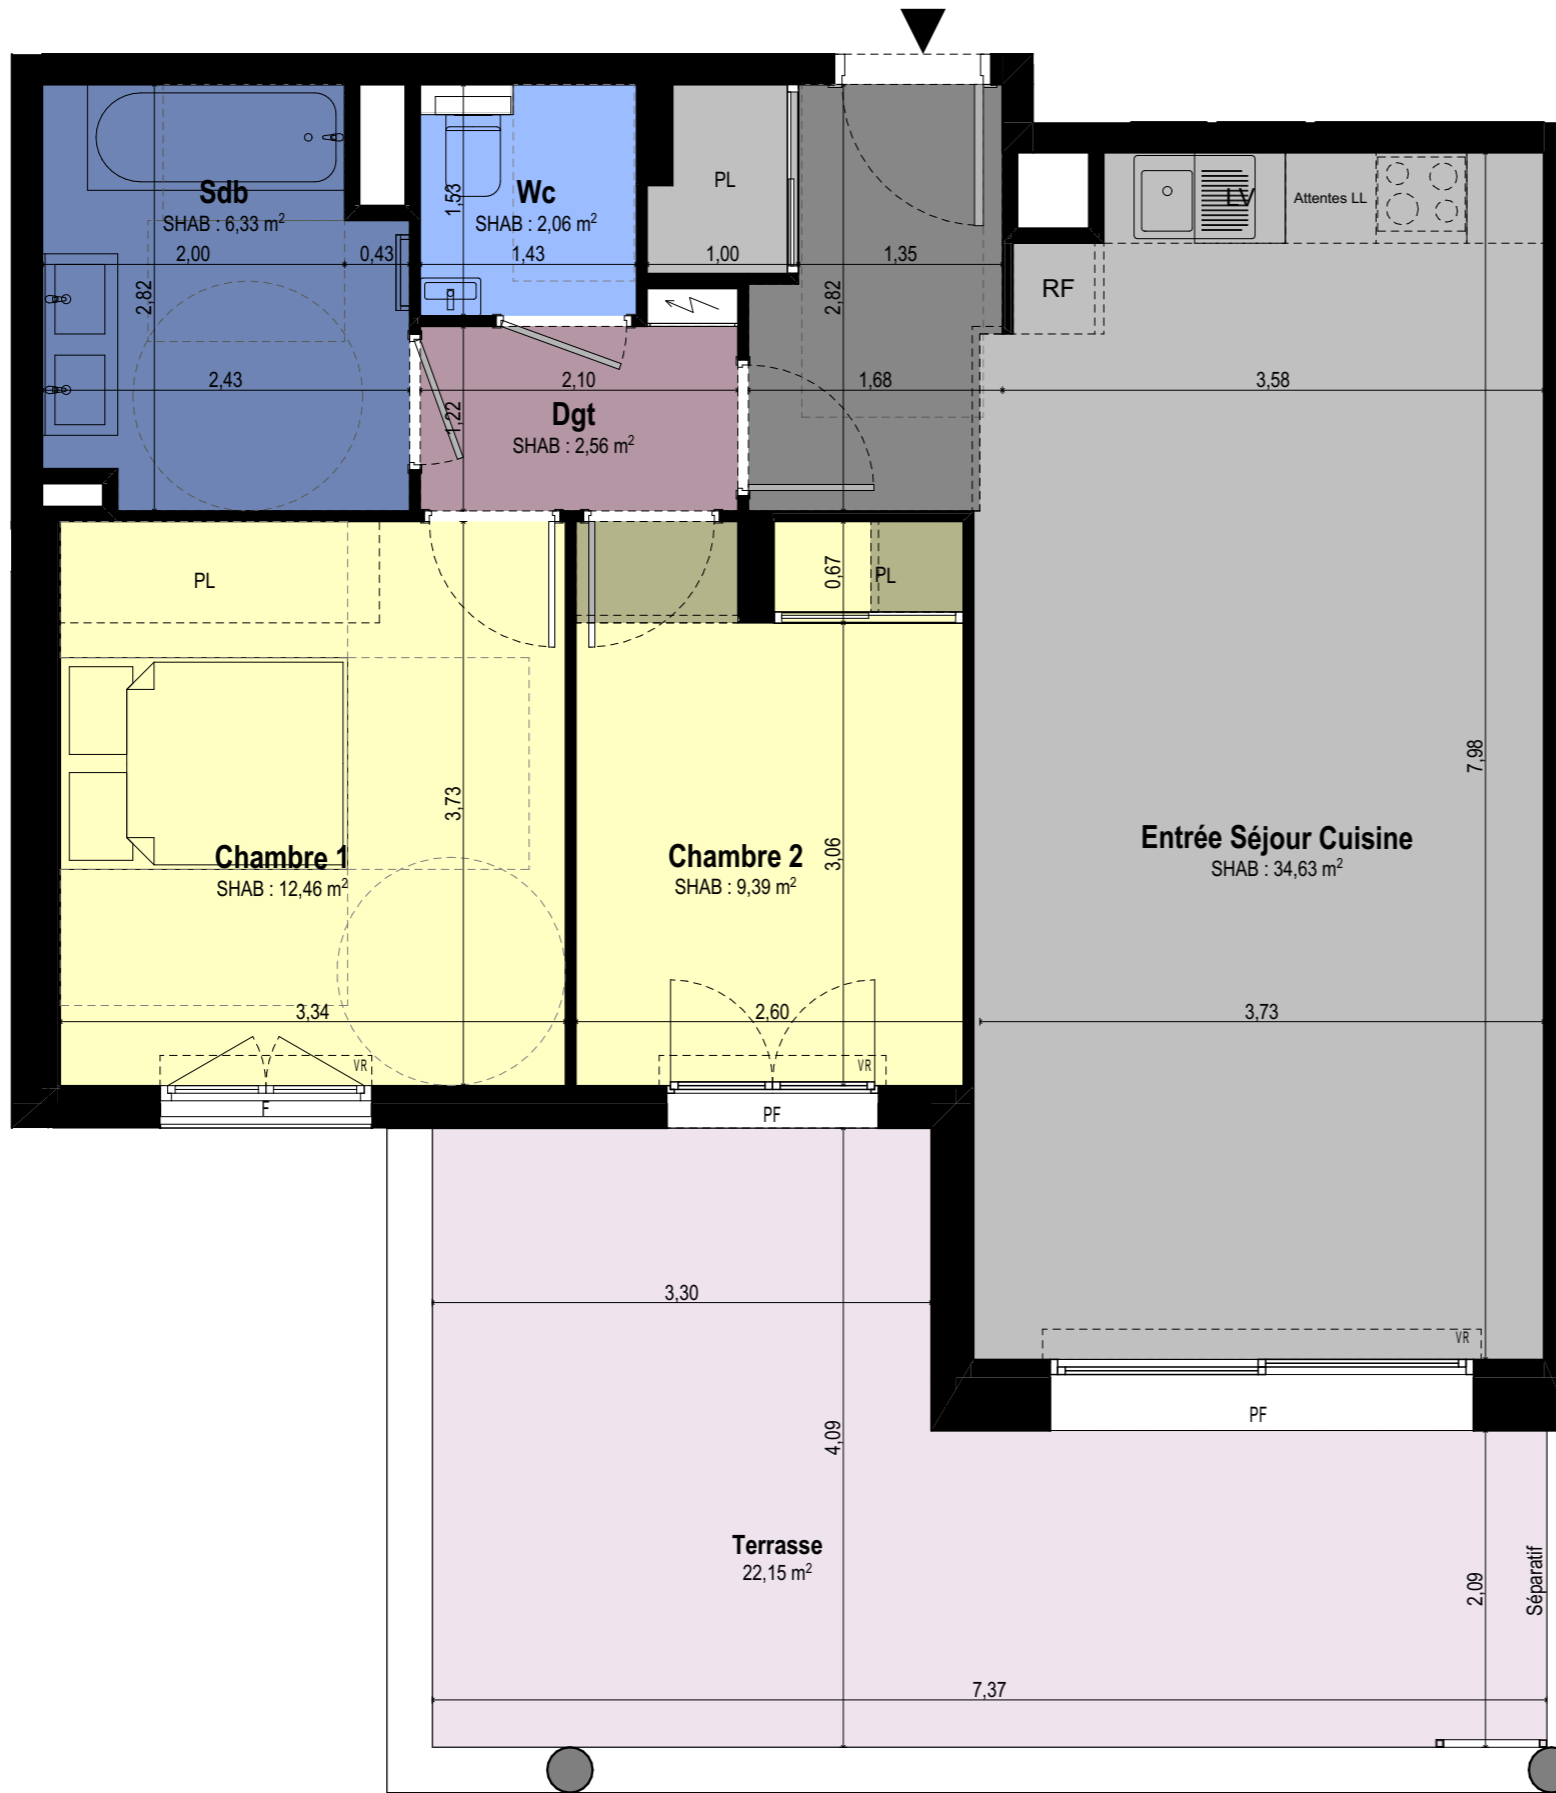 Sdb
SHAB : 6,33 m²
2,00
0,43
2,82
2,43
Wc
SHAB : 2,06 m²
1,53
1,43
PL
1,00
1,35
2,82
1,68
LV
Attentes LL
RF
3,58
2,10
Dgt
SHAB : 2,56 m²
1,22
PL
0,67
PL
3,73
Chambre 1
SHAB : 12,46 m²
3,34
VR
F
Chambre 2
SHAB : 9,39 m²
3,06
2,60
VR
PF
7,98
Entrée Séjour Cuisine
SHAB : 34,63 m²
3,73
VR
PF
3,30
4,09
Terrasse
22,15 m²
2,09
Séparatif
7,37